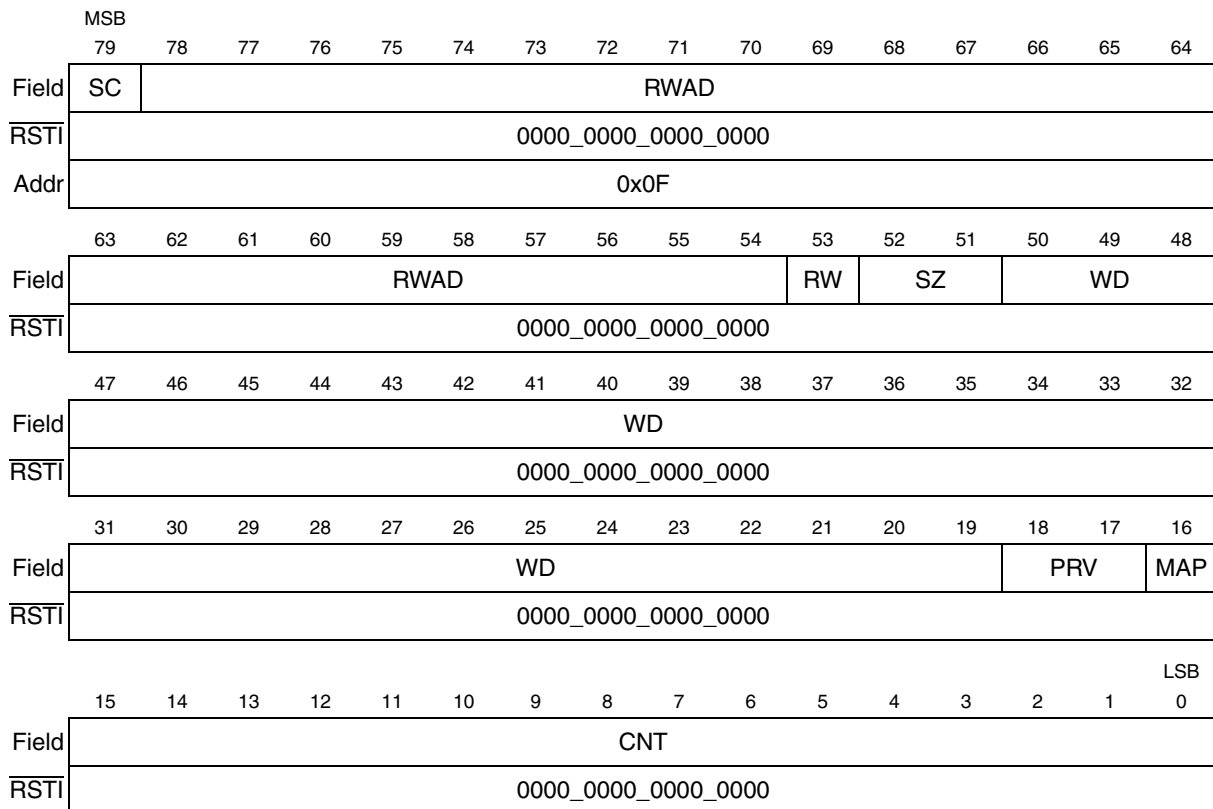 MSB
79 78 77 76 75 74 73 72 71 70 69 68 67 66 65 64
Field SC RWAD
RSTI 0000_0000_0000_0000
Addr 0x0F
63 62 61 60 59 58 57 56 55 54 53 52 51 50 49 48
Field RWAD RW SZ WD
RSTI 0000_0000_0000_0000
47 46 45 44 43 42 41 40 39 38 37 36 35 34 33 32
Field WD
RSTI 0000_0000_0000_0000
31 30 29 28 27 26 25 24 23 22 21 20 19 18 17 16
Field WD PRV MAP
RSTI 0000_0000_0000_0000
LSB
15 14 13 12 11 10 9 8 7 6 5 4 3 2 1 0
Field CNT
RSTI 0000_0000_0000_0000